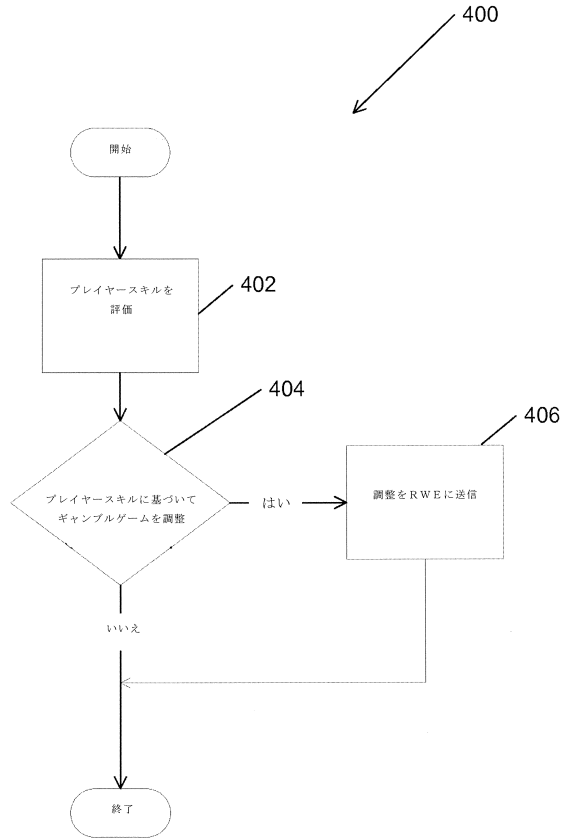 400
開始
プレイヤースキルを
評価
402
404
プレイヤースキルに基づいて
ギャンブルゲームを調整
はい
406
調整をＲＷＥに送信
いいえ
終了